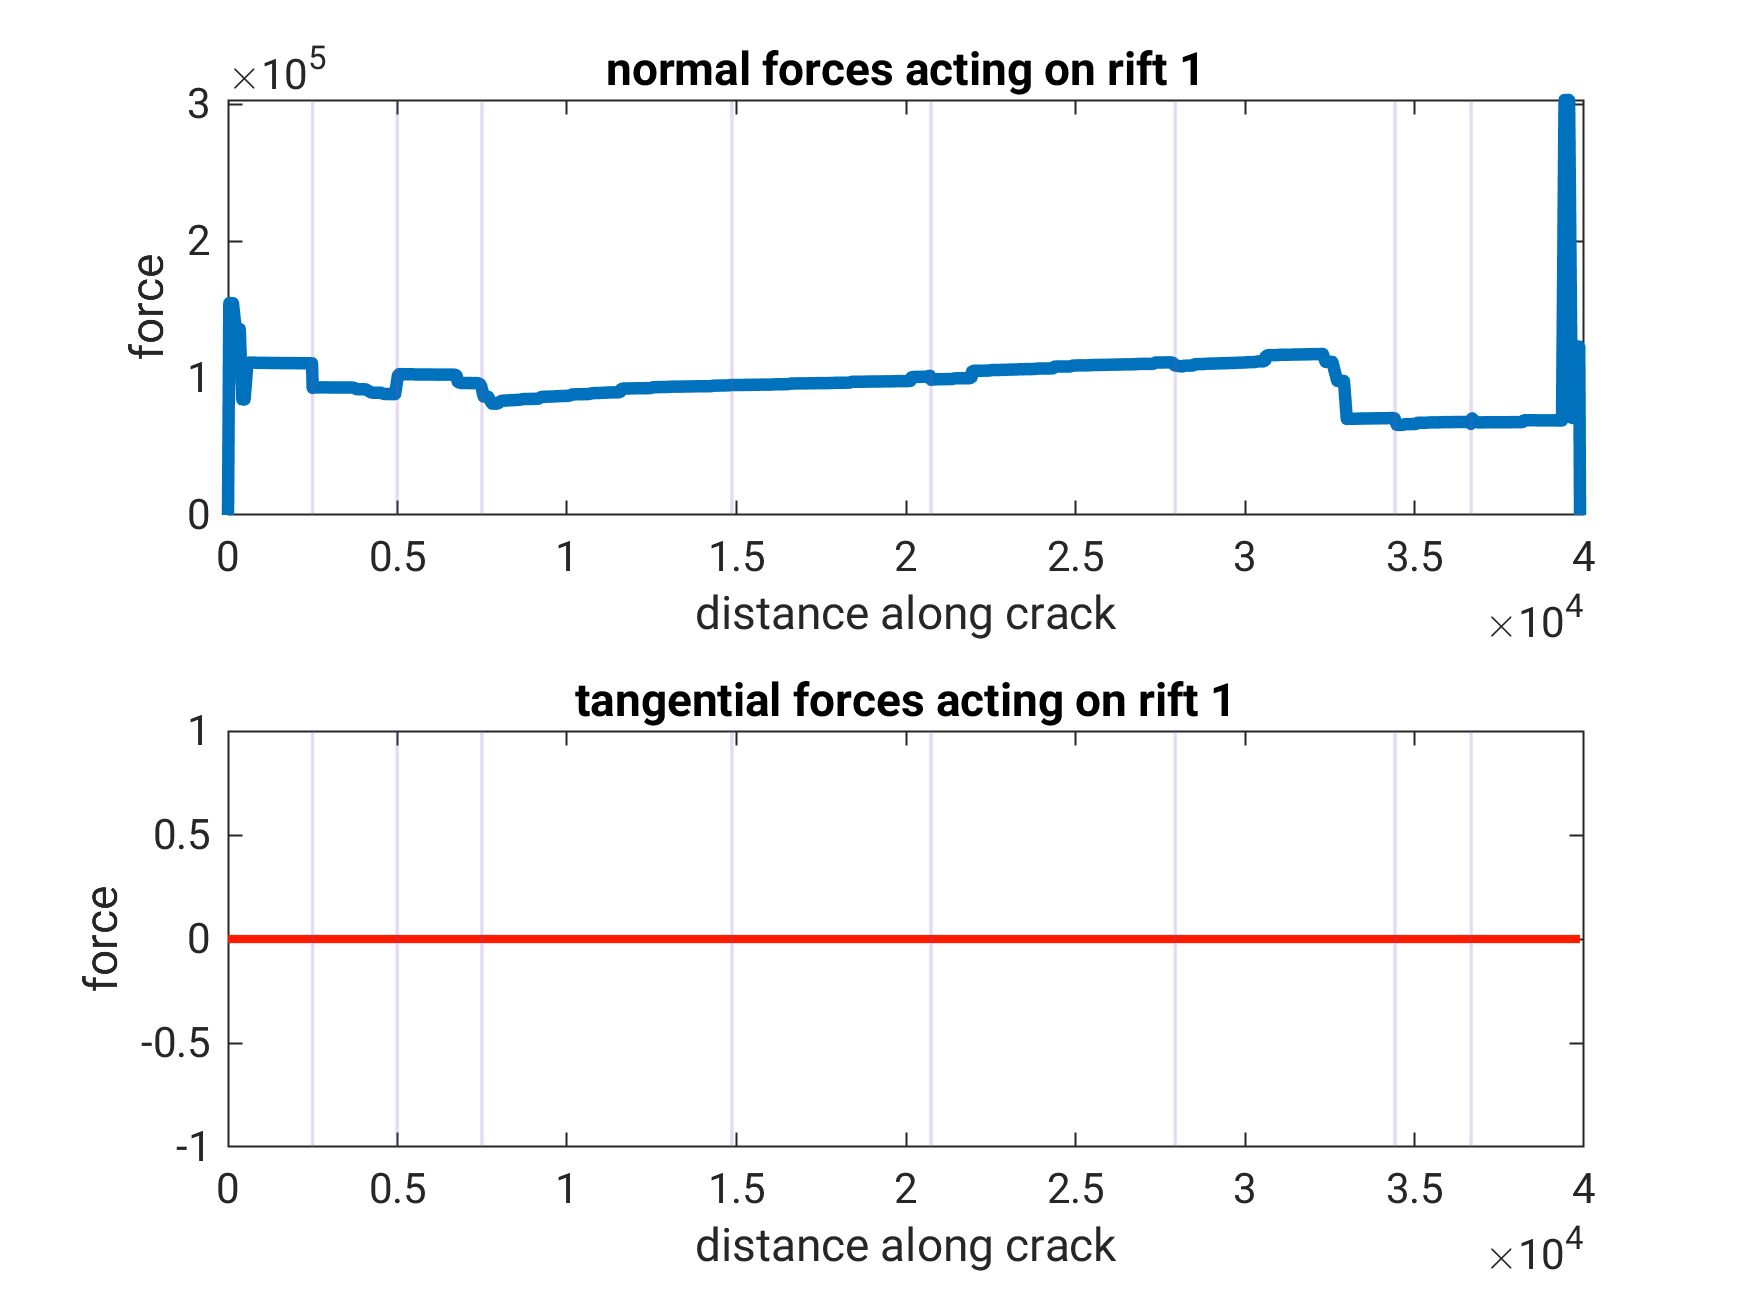 ×10^5
normal forces acting on rift 1
3
2
1
0
force
0 0.5 1 1.5 2 2.5 3 3.5 4
distance along crack
×10^4
tangential forces acting on rift 1
1
0.5
0
-0.5
-1
force
0 0.5 1 1.5 2 2.5 3 3.5 4
distance along crack
×10^4